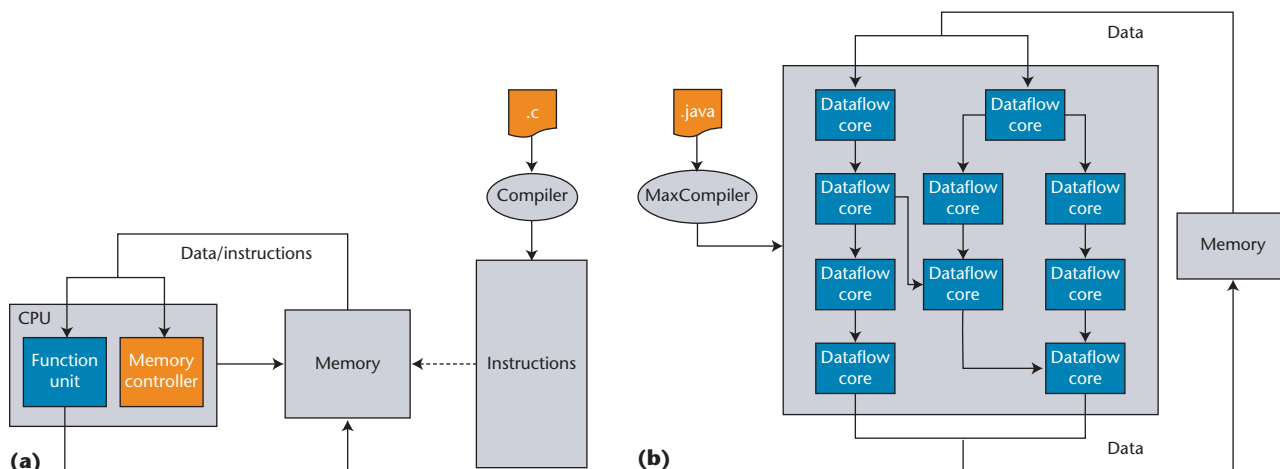 .c
Compiler
Data/instructions
CPU
Function
unit
Memory
controller
Memory
Instructions
(a)
Data
.java
MaxCompiler
Dataflow
core
Dataflow
core
Dataflow
core
Dataflow
core
Dataflow
core
Dataflow
core
Dataflow
core
Dataflow
core
Dataflow
core
Dataflow
core
Memory
Data
(b)